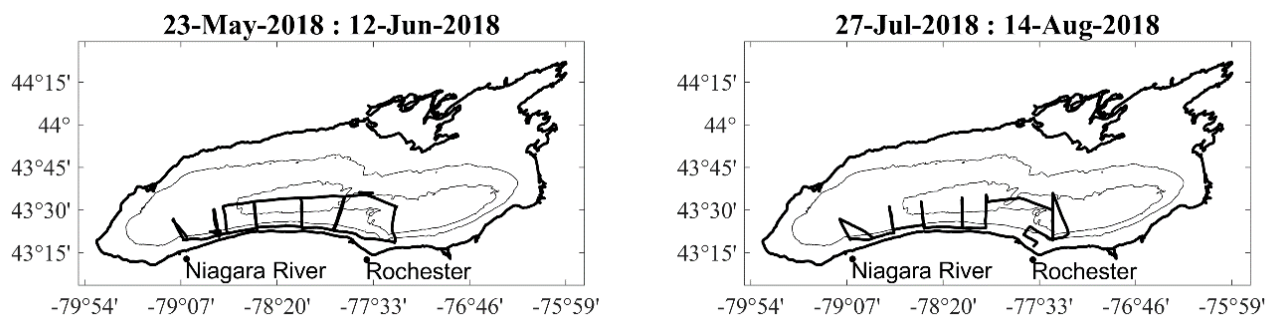 23-May-2018 : 12-Jun-2018
44°15'
44°
43°45'
43°30'
43°15'
Niagara River
Rochester
-79°54' -79°07' -78°20' -77°33' -76°46' -75°59'
27-Jul-2018 : 14-Aug-2018
44°15'
44°
43°45'
43°30'
43°15'
Niagara River
Rochester
-79°54' -79°07' -78°20' -77°33' -76°46' -75°59'